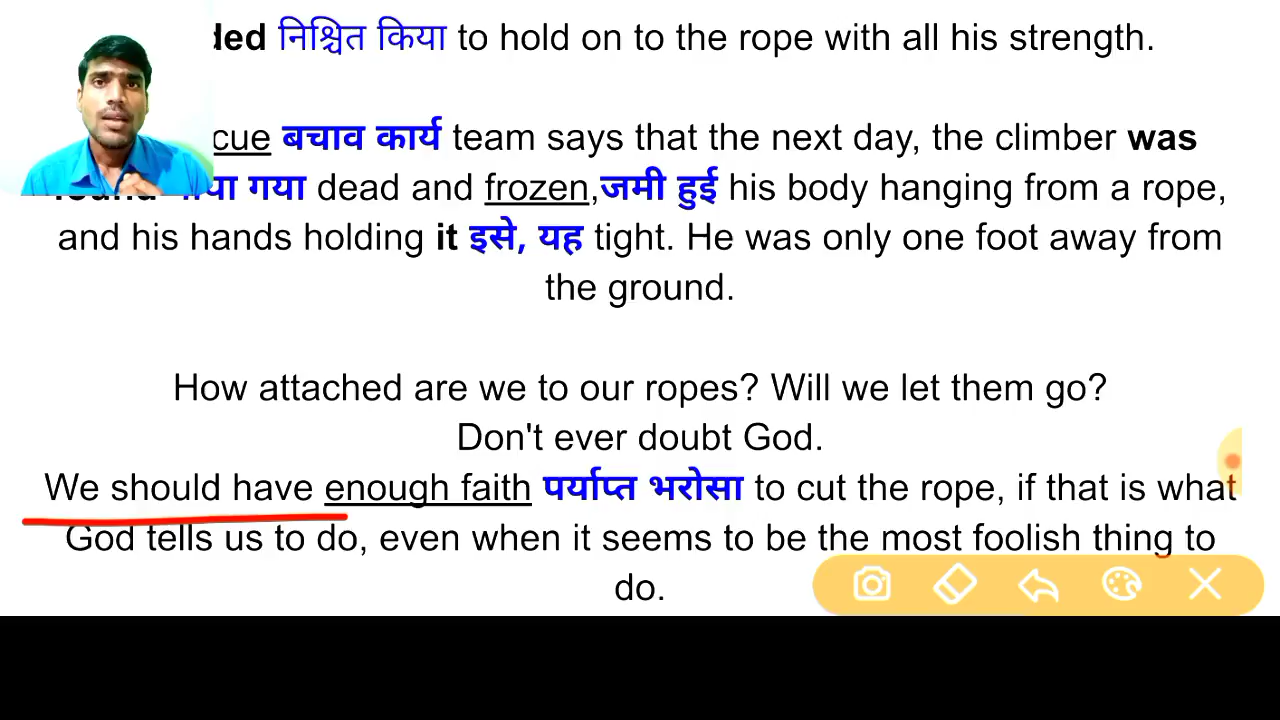 निश्चित किया to hold on to the rope with all his strength.
बचाव कार्य team says that the next day, the climber was
गया dead and frozen,जमी हुई his body hanging from a rope,
and his hands holding it इसे, यह tight. He was only one foot away from
the ground.
How attached are we to our ropes? Will we let them go?
Don't ever doubt God.
We should have enough faith पर्याप्त भरोसा to cut the rope, if that is what
God tells us to do, even when it seems to be the most foolish thing to
do.